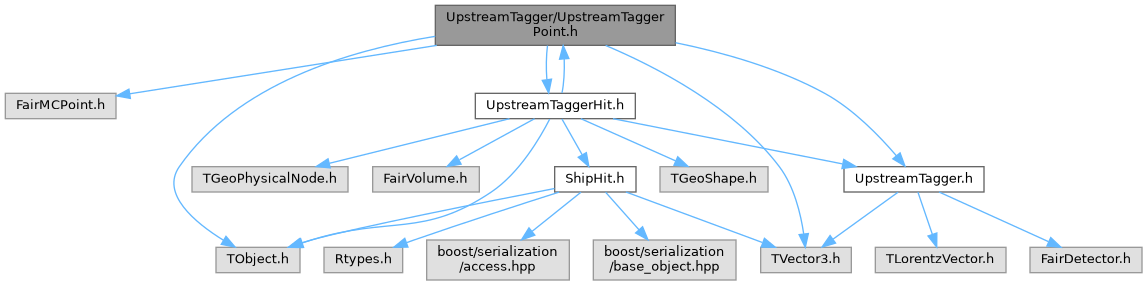 UpstreamTagger/UpstreamTagger
Point.h
FairMCPoint.h
UpstreamTaggerHit.h
TGeoPhysicalNode.h
FairVolume.h
ShipHit.h
TGeoShape.h
UpstreamTagger.h
TObject.h
Rtypes.h
boost/serialization
/access.hpp
boost/serialization
/base_object.hpp
TVector3.h
TLorentzVector.h
FairDetector.h